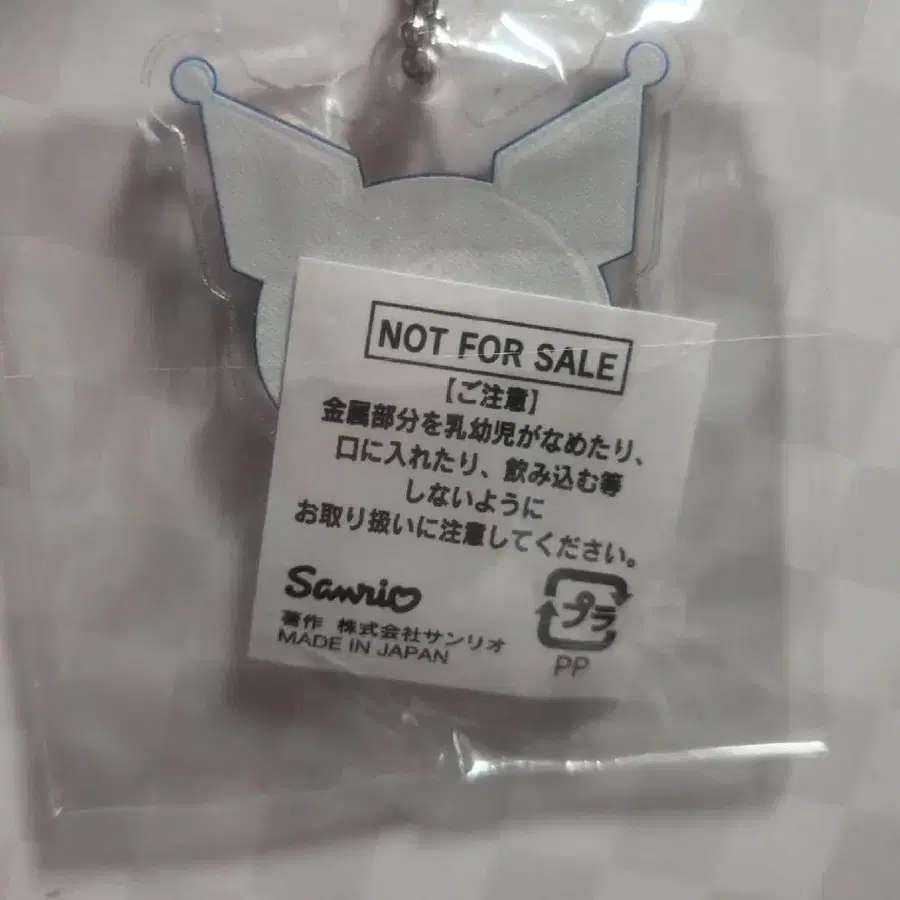 NOT FOR SALE
【ご注意】
金属部分を乳幼児がなめたり、
口に入れたり、飲み込む等
しないように
お取り扱いに注意してください。
Sanrio
プラ
著作 株式会社サンリオ
MADE IN JAPAN
PP